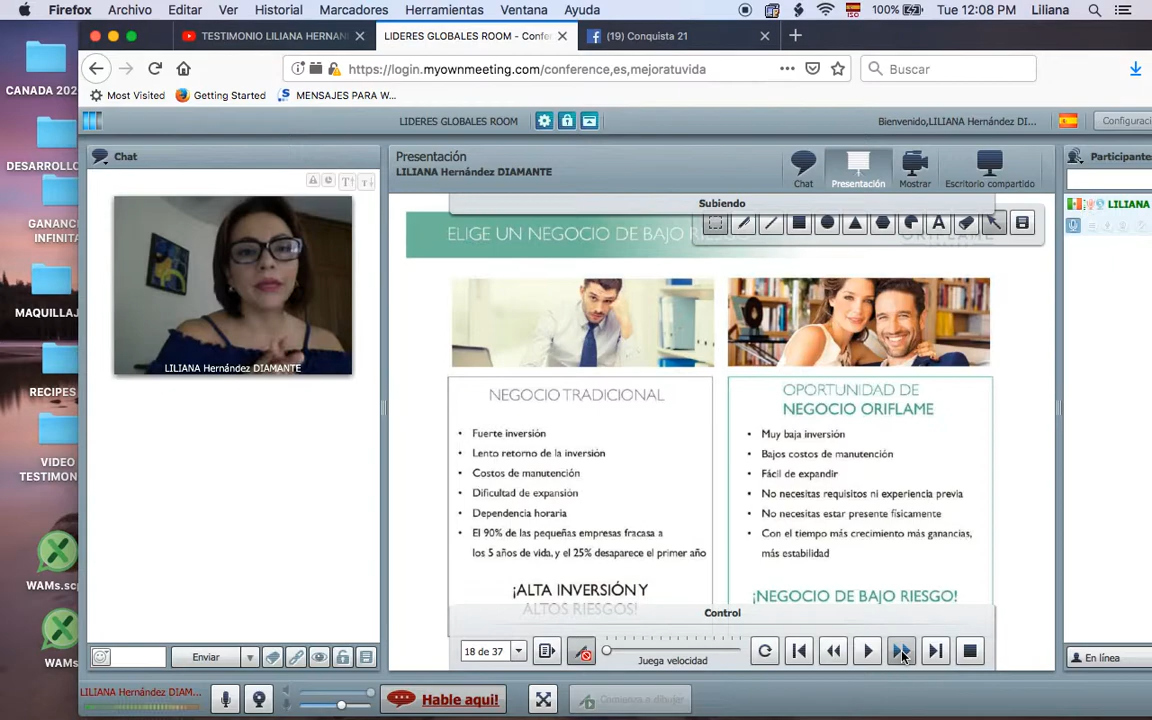 Firefox Archivo Editar Ver Historial Marcadores Herramientas Ventana Ayuda 100% Tue 12:08 PM Liliana
TESTIMONIO LILIANA HERNAN
LIDERES GLOBALES ROOM - Confe
(19) Conquista 21
https://login.myownmeeting.com/conference,es,mejoratuvida
Buscar
Most Visited Getting Started MENSAJES PARA W...
LIDERES GLOBALES ROOM
Bienvenido,LILIANA Hernández DI...
Configuraci
Chat
LILIANA Hernández DIAMANTE
Enviar
Presentación
LILIANA Hernández DIAMANTE
Chat Presentación Mostrar Escritorio compartido
Subiendo
ELIGE UN NEGOCIO DE BAJO RIESGO
ORIFLAME
NEGOCIO TRADICIONAL
• Fuerte inversión
• Lento retorno de la inversión
• Costos de manutención
• Dificultad de expansión
• Dependencia horaria
• El 90% de las pequeñas empresas fracasa a
los 5 años de vida, y el 25% desaparece el primer año
¡ALTA INVERSIÓN Y
ALTOS RIESGOS!
OPORTUNIDAD DE
NEGOCIO ORIFLAME
• Muy baja inversión
• Bajos costos de manutención
• Fácil de expandir
• No necesitas requisitos ni experiencia previa
• No necesitas estar presente físicamente
• Con el tiempo más crecimiento más ganancias,
más estabilidad
¡NEGOCIO DE BAJO RIESGO!
Control
18 de 37
Juega velocidad
Participante
LILIANA
En línea
LILIANA Hernández DIAM...
Hable aqui!
Comienza a dibujar
CANADA 202
DESARROLL
GANANC
INFINITA
MAQUILLAJ
RECIPES
VIDEO
TESTIMON
WAMs.sc
WAMs